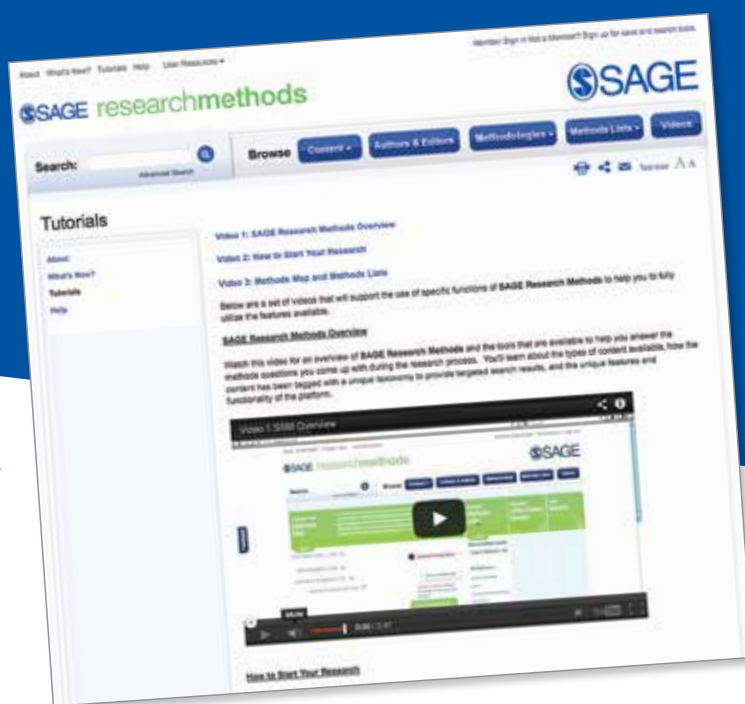 About What's New? Tutorials Help User Resources
Member Sign In Not a Member? Sign up for save and search tools.
SAGE researchmethods
SAGE
Search:
Advanced Search
Browse Content Authors & Editors Methodologies Methods Lists Videos
Text size A A
Tutorials
About
What's New?
Tutorials
Help
Video 1: SAGE Research Methods Overview
Video 2: How to Start Your Research
Video 3: Methods Map and Methods Lists
Below are a set of videos that will support the use of specific functions of SAGE Research Methods to help you to fully
utilize the features available.
SAGE Research Methods Overview
Watch this video for an overview of SAGE Research Methods and the tools that are available to help you answer the
methods questions you come up with during the research process. You'll learn about the types of content available, how the
content has been tagged with a unique taxonomy to provide targeted search results, and the unique features and
functionality of the platform.
Video 1 SRM Overview
SAGE researchmethods
SAGE
Browse
0:00
How to Start Your Research